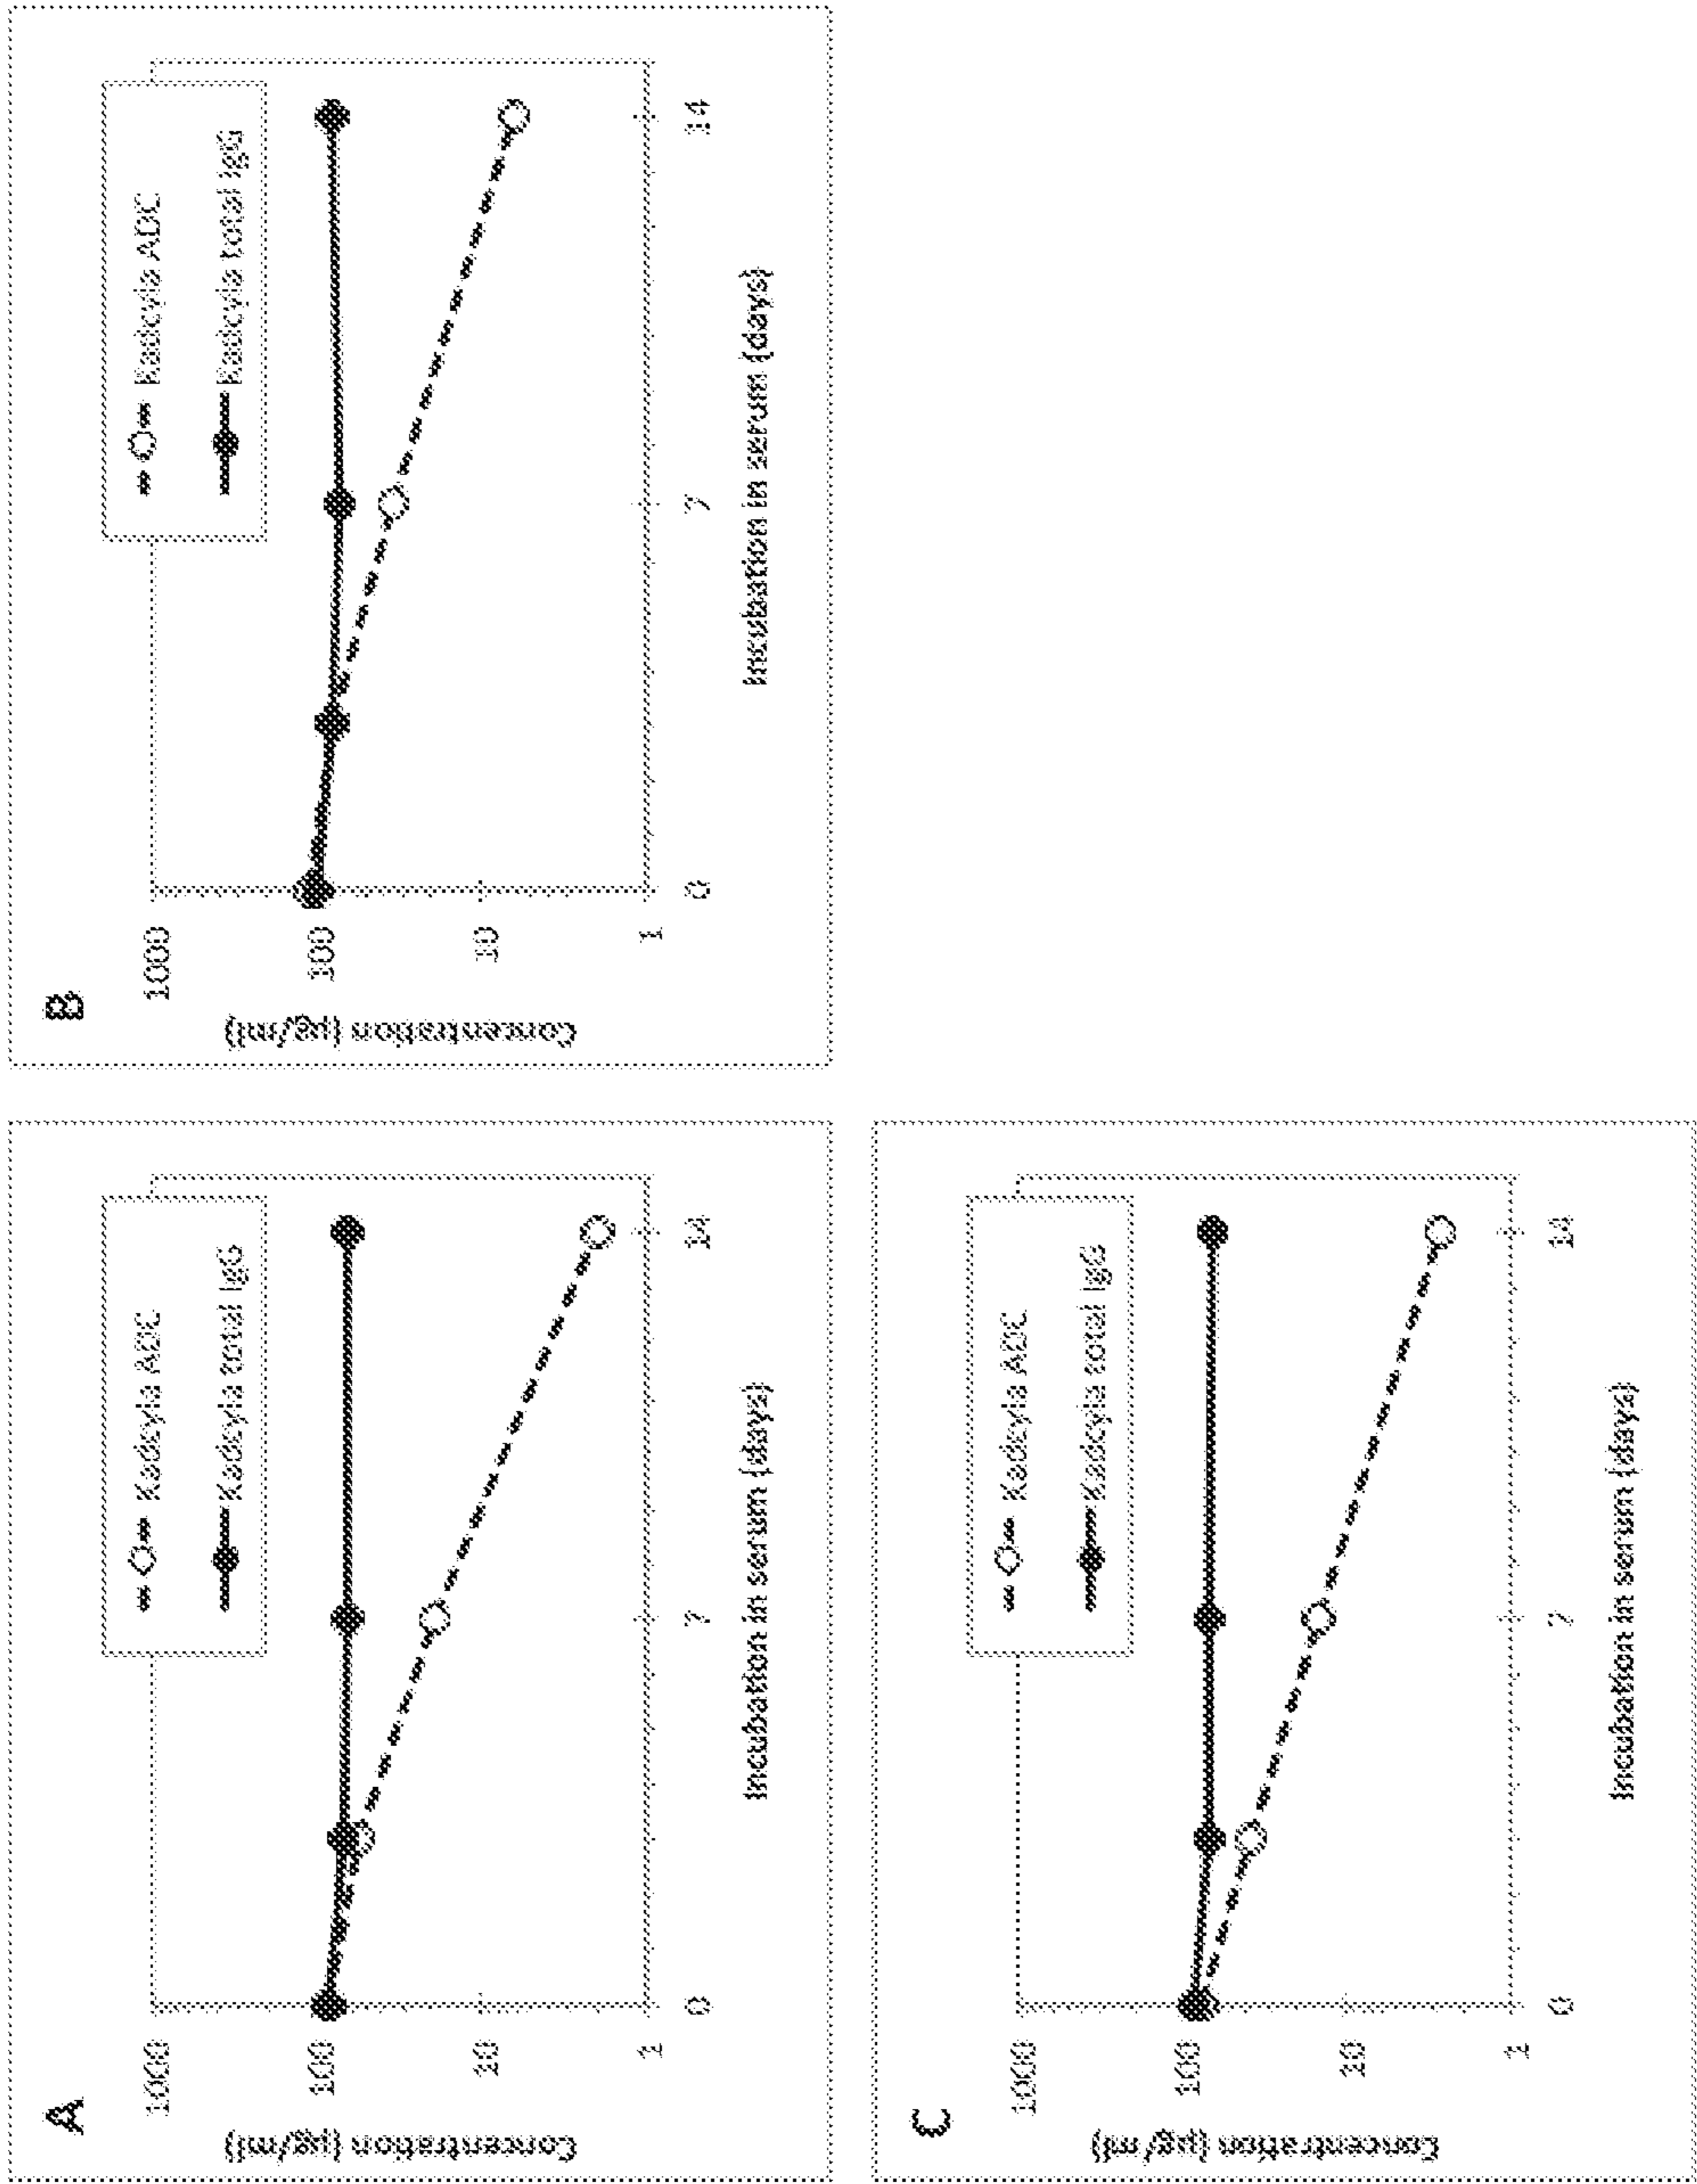 A
Concentration (µg/ml)
1000
100
10
1
Kadcyla ADC
Kadcyla total IgG
0
7
14
Incubation in serum (days)
B
Concentration (µg/ml)
1000
100
10
1
Kadcyla ADC
Kadcyla total IgG
0
7
14
Incubation in serum (days)
C
Concentration (µg/ml)
1000
100
10
1
Kadcyla ADC
Kadcyla total IgG
0
7
14
Incubation in serum (days)